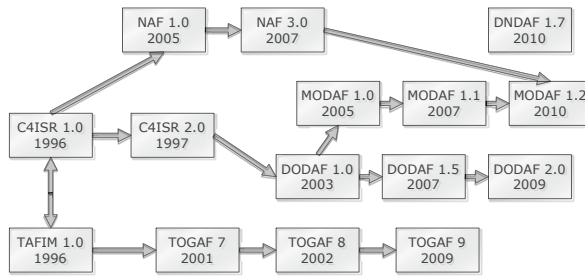 NAF 1.0
2005
NAF 3.0
2007
DNDAF 1.7
2010
MODAF 1.0
2005
MODAF 1.1
2007
MODAF 1.2
2010
C4ISR 1.0
1996
C4ISR 2.0
1997
DODAF 1.0
2003
DODAF 1.5
2007
DODAF 2.0
2009
TAFIM 1.0
1996
TOGAF 7
2001
TOGAF 8
2002
TOGAF 9
2009